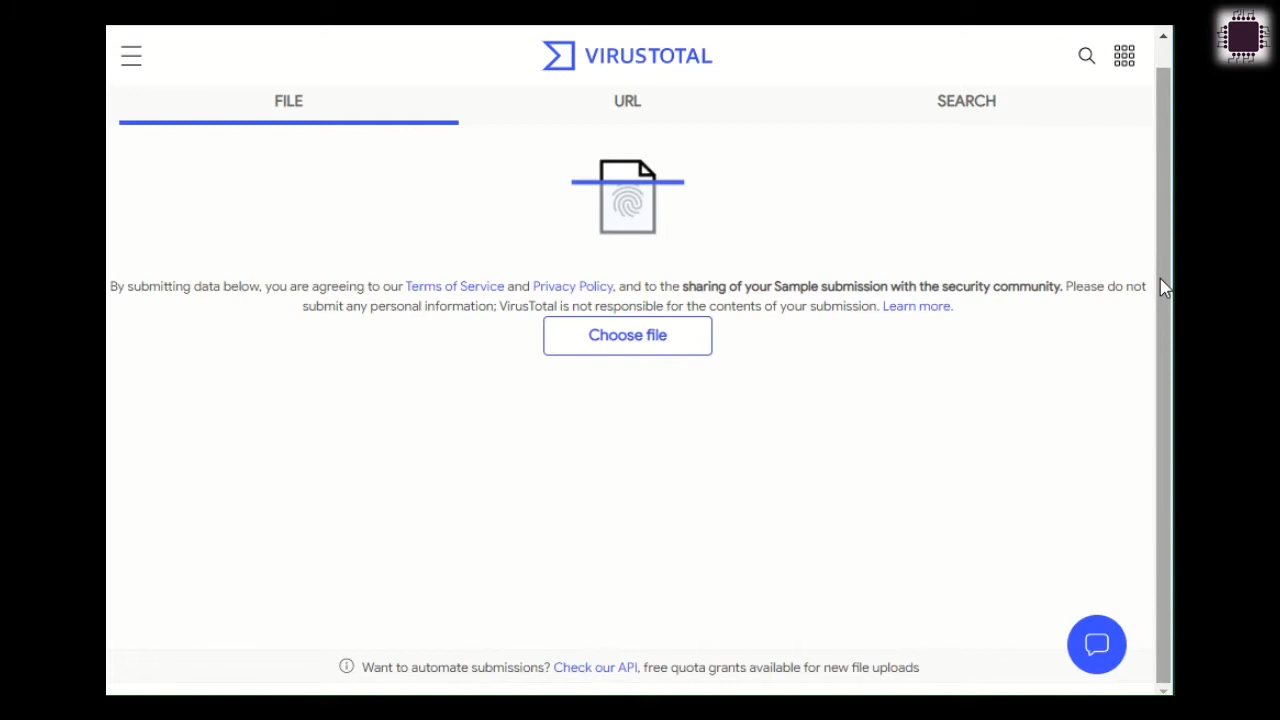 VIRUSTOTAL
FILE
URL
SEARCH
By submitting data below, you are agreeing to our Terms of Service and Privacy Policy, and to the sharing of your Sample submission with the security community. Please do not
submit any personal information; VirusTotal is not responsible for the contents of your submission. Learn more.
Choose file
Want to automate submissions? Check our API, free quota grants available for new file uploads